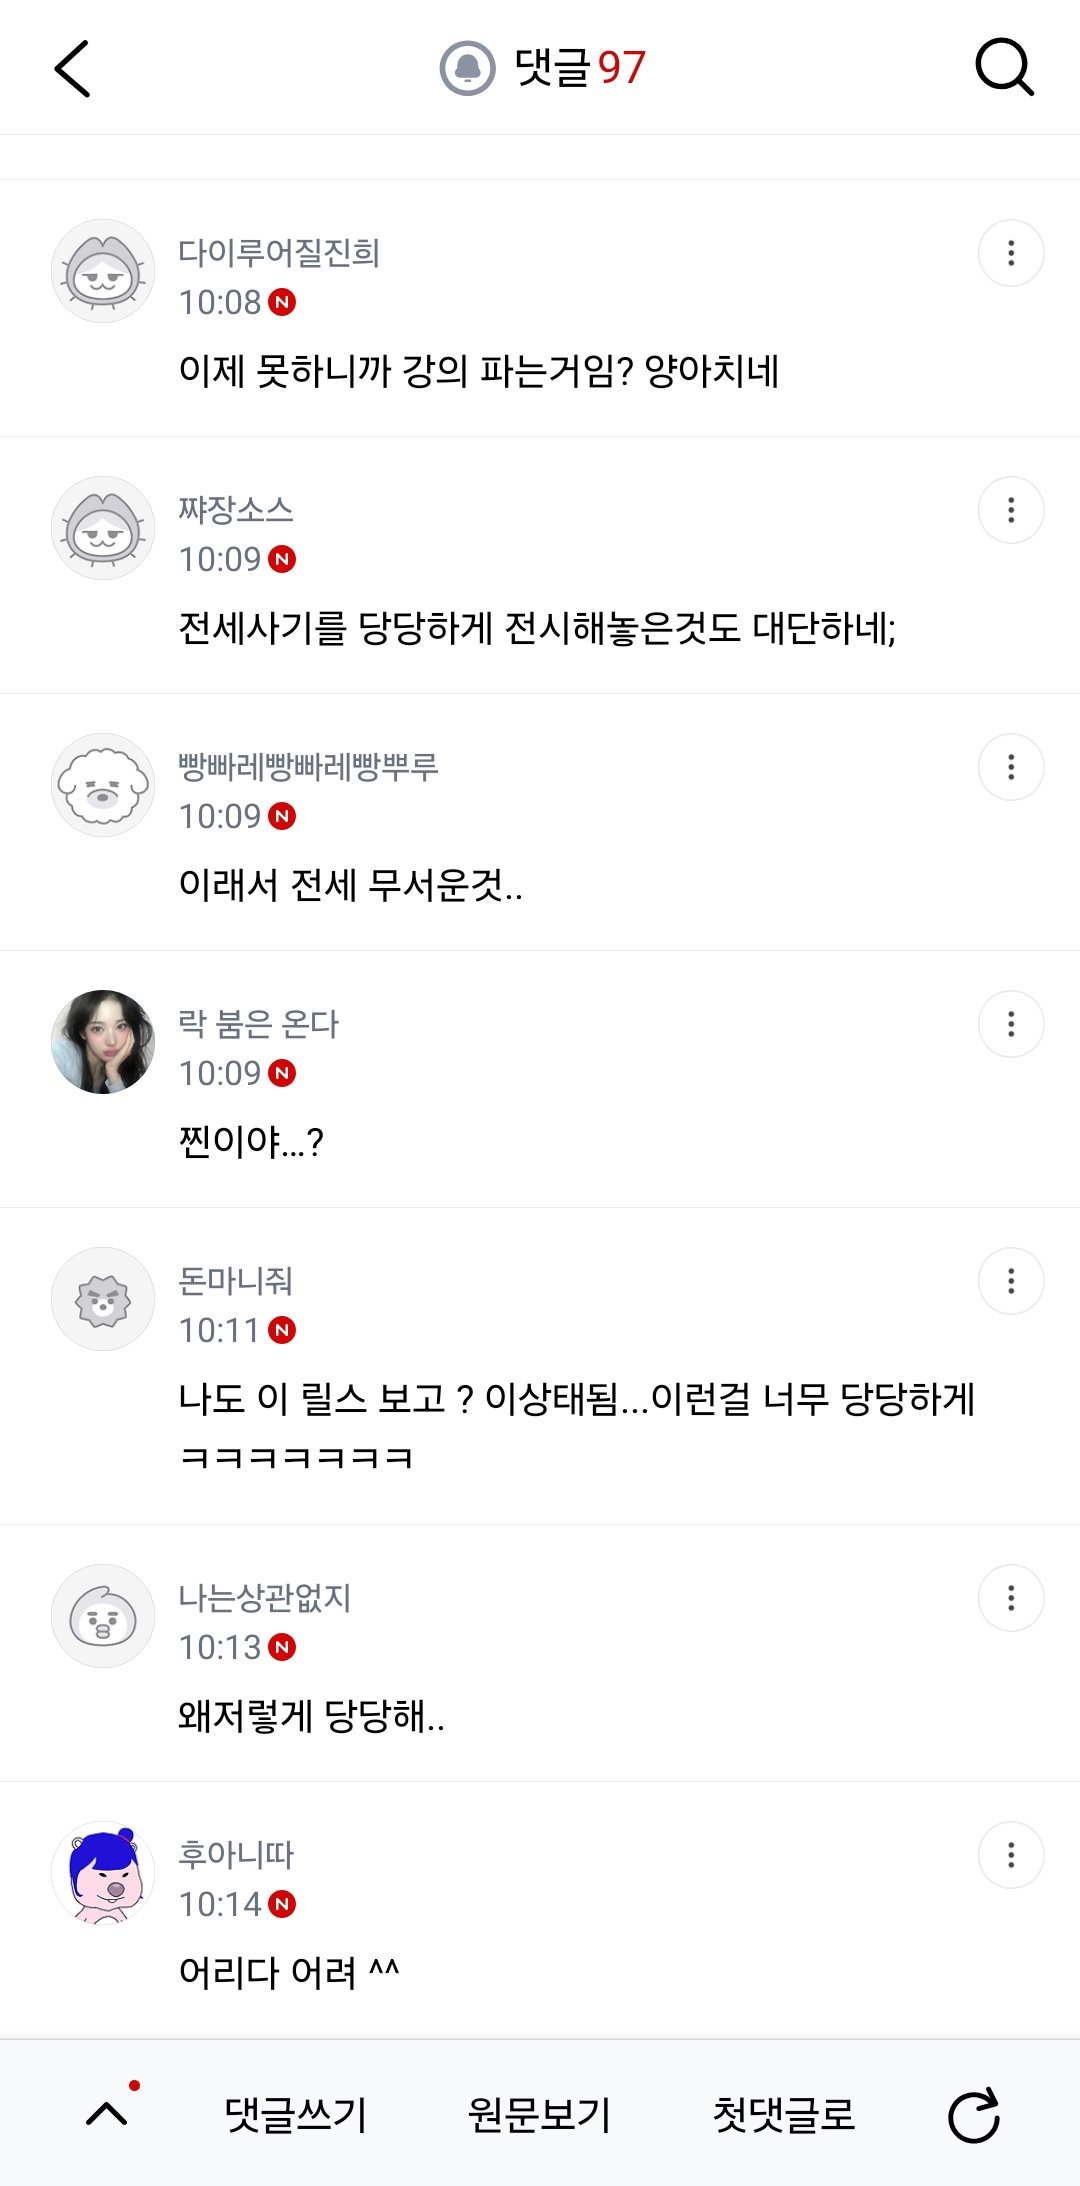 댓글 97
다이루어질진희
10:08 N
이제 못하니까 강의 파는거임? 양아치네
쨔장소스
10:09 N
전세사기를 당당하게 전시해놓은것도 대단하네;
빵빠레빵빠레빵뿌루
10:09 N
이래서 전세 무서운것..
락 붐은 온다
10:09 N
찐이야...?
돈마니줘
10:11 N
나도 이 릴스 보고 ? 이상태됨...이런걸 너무 당당하게
ㅋㅋㅋㅋㅋㅋㅋ
나는상관없지
10:13 N
왜저렇게 당당해..
후아니따
10:14 N
어리다 어려 ^^
댓글쓰기
원문보기
첫댓글로